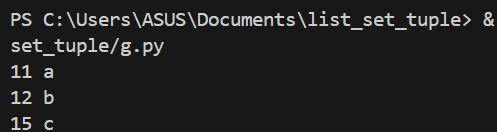 PS C:\Users\ASUS\Documents\list_set_tuple> &
set_tuple/g.py
11 a
12 b
15 c